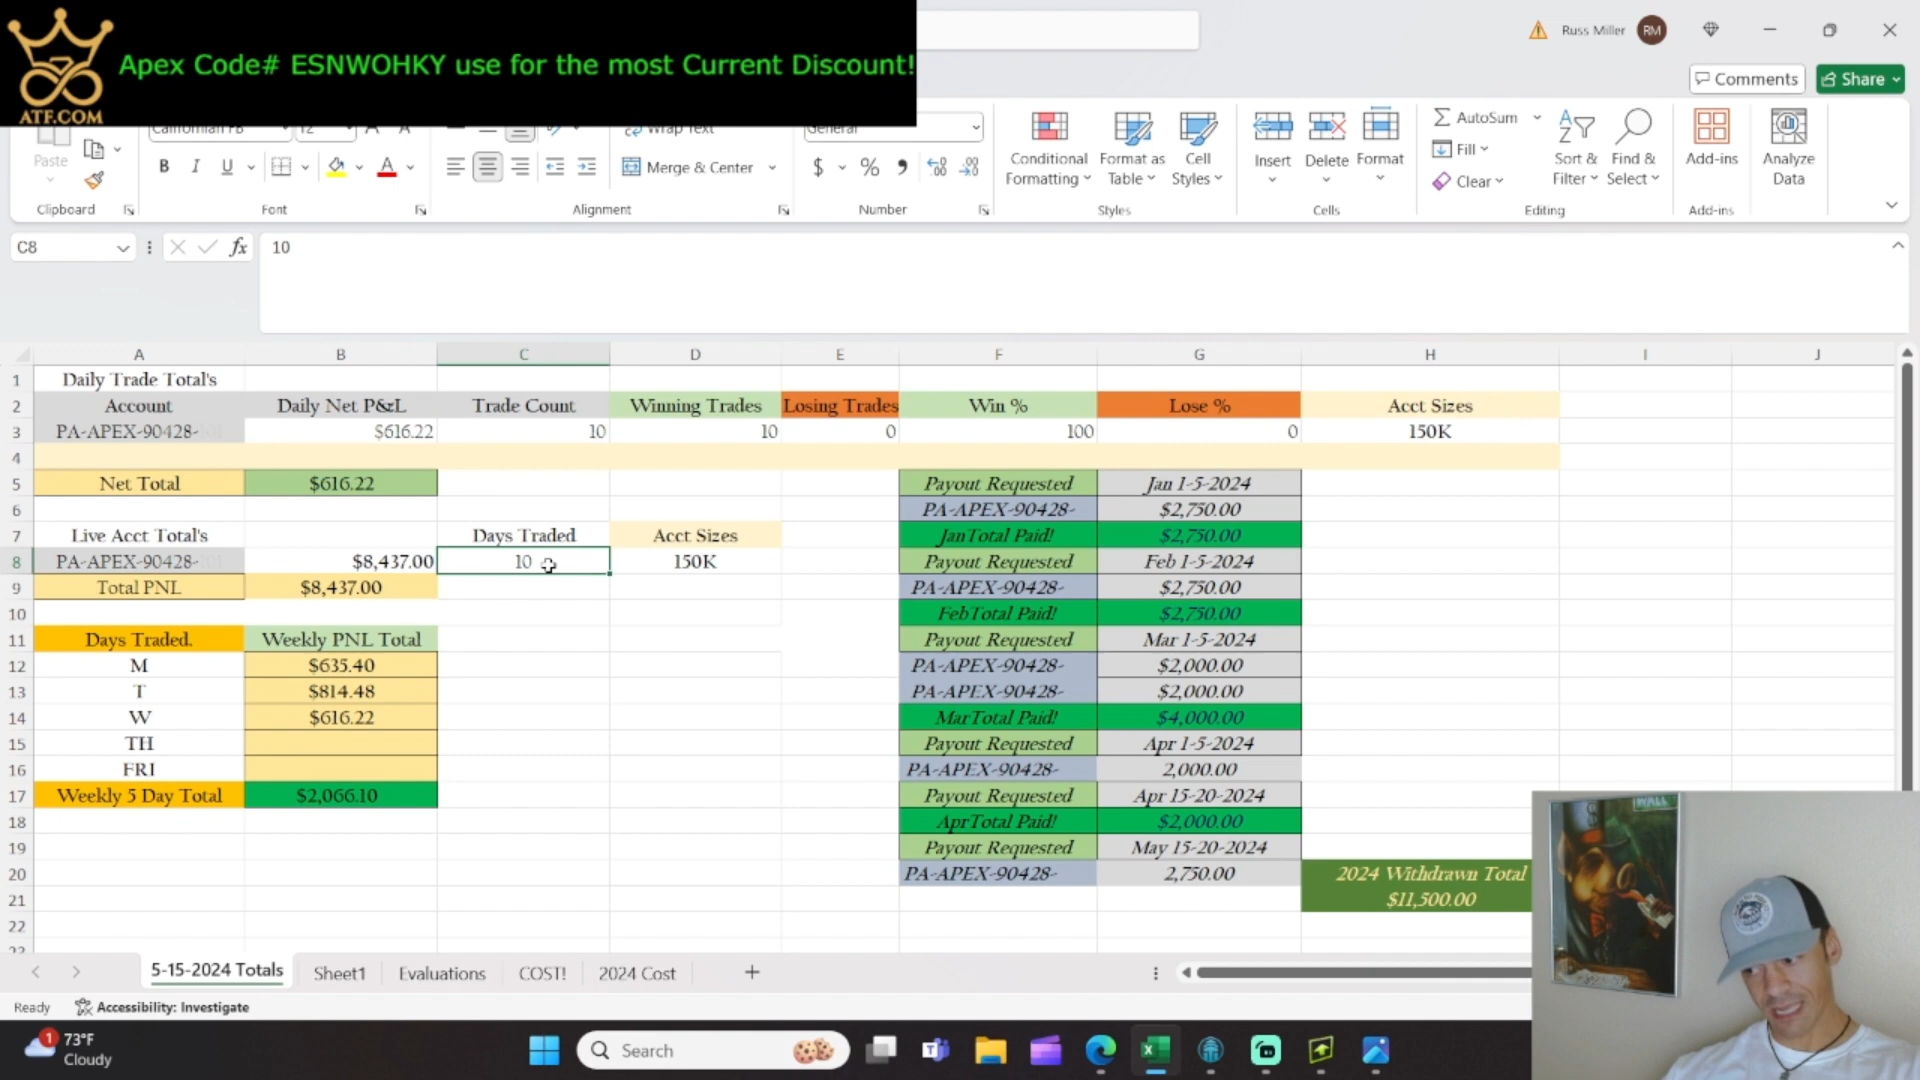 Apex Code# ESNWOHKY use for the most Current Discount!
ATF.COM
Russ Miller RM
Comments Share
Paste
Californian FB 12 Wrap Text General
B I U Merge & Center $ % 9
Conditional Formatting Format as Table Cell Styles
Insert Delete Format
AutoSum
Fill
Clear
Sort & Filter Find & Select
Add-ins Analyze Data
Clipboard Font Alignment Number Styles Cells Editing Add-ins
C8 fx 10
A B C D E F G H I J
1 Daily Trade Total's
2 Account Daily Net P&L Trade Count Winning Trades Losing Trades Win % Lose % Acct Sizes
3 PA-APEX-90428- $616.22 10 10 0 100 0 150K
4
5 Net Total $616.22 Payout Requested Jan 1-5-2024
6 PA-APEX-90428- $2,750.00
7 Live Acct Total's Days Traded Acct Sizes JanTotal Paid! $2,750.00
8 PA-APEX-90428- $8,437.00 10 150K Payout Requested Feb 1-5-2024
9 Total PNL $8,437.00 PA-APEX-90428- $2,750.00
10 FebTotal Paid! $2,750.00
11 Days Traded. Weekly PNL Total Payout Requested Mar 1-5-2024
12 M $635.40 PA-APEX-90428- $2,000.00
13 T $814.48 PA-APEX-90428- $2,000.00
14 W $616.22 MarTotal Paid! $4,000.00
15 TH Payout Requested Apr 1-5-2024
16 FRI PA-APEX-90428- 2,000.00
17 Weekly 5 Day Total $2,066.10 Payout Requested Apr 15-20-2024
18 AprTotal Paid! $2,000.00
19 Payout Requested May 15-20-2024
20 PA-APEX-90428- 2,750.00 2024 Withdrawn Total
21 $11,500.00
22
5-15-2024 Totals Sheet1 Evaluations COST! 2024 Cost
Ready Accessibility: Investigate
1 73°F
Cloudy
Search
WALL